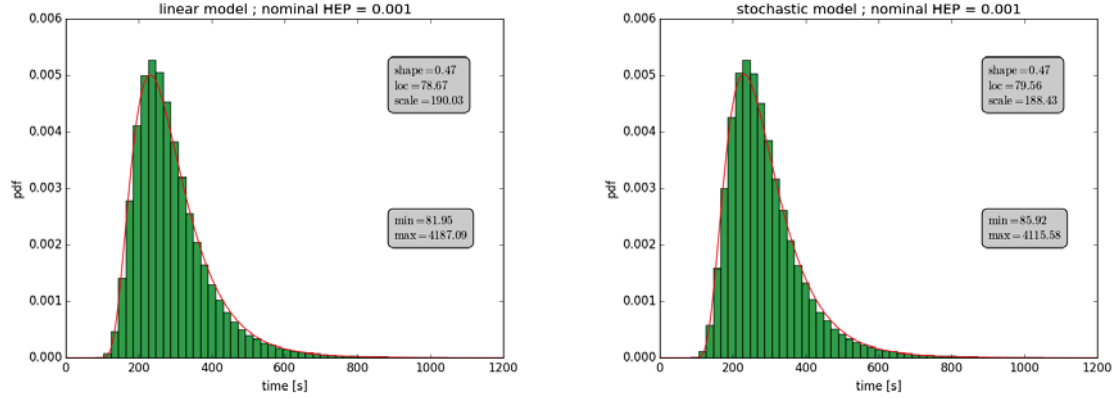 linear model ; nominal HEP = 0.001
0.006
0.005
0.004
0.003
0.002
0.001
0.000
pdf
shape = 0.47
loc = 78.67
scale = 190.03
min = 81.95
max = 4187.09
0 200 400 600 800 1000 1200
time [s]
stochastic model ; nominal HEP = 0.001
0.006
0.005
0.004
0.003
0.002
0.001
0.000
pdf
shape = 0.47
loc = 79.56
scale = 188.43
min = 85.92
max = 4115.58
0 200 400 600 800 1000 1200
time [s]